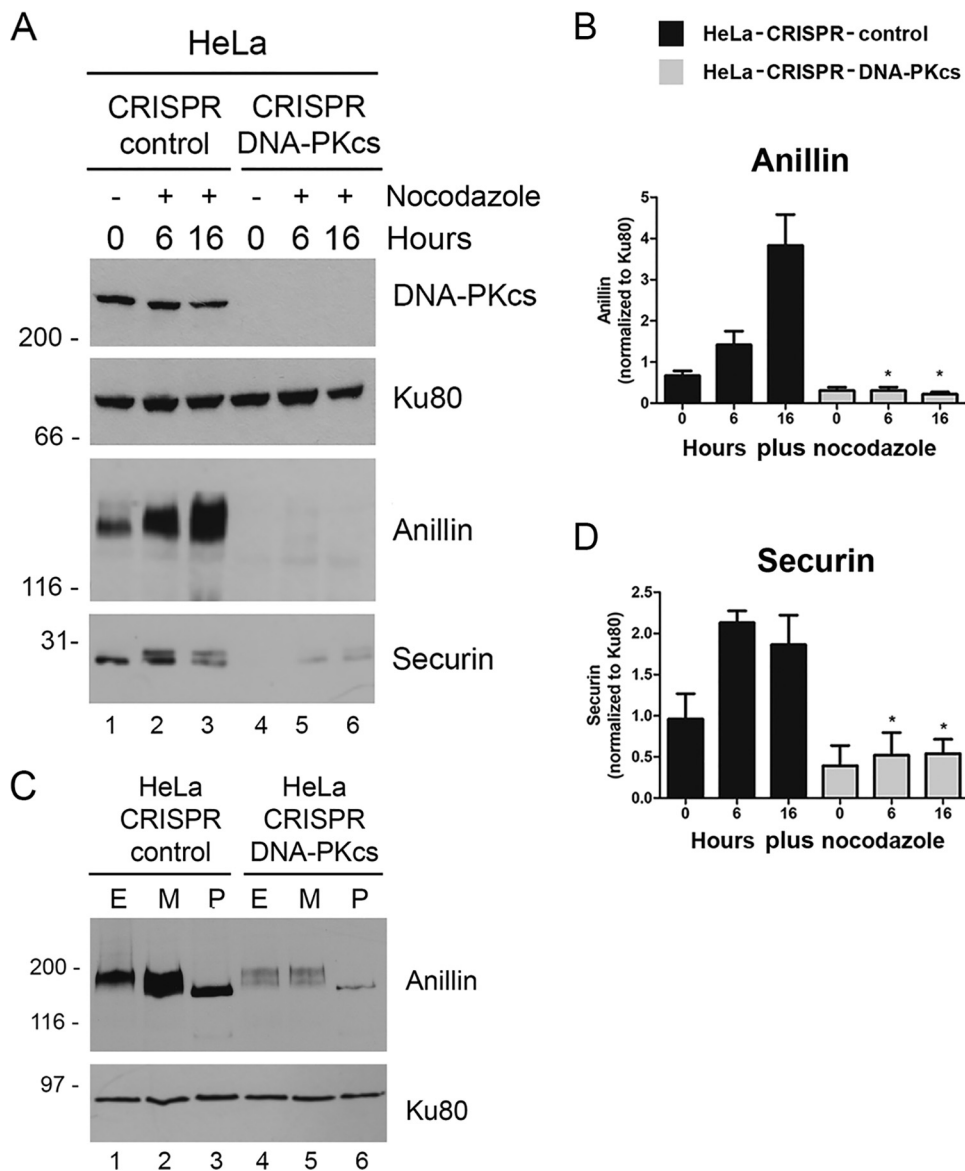 A
HeLa
CRISPR control
CRISPR DNA-PKcs
- + + - + + Nocodazole
0 6 16 0 6 16 Hours
DNA-PKcs
200 -
Ku80
66 -
Anillin
116 -
31-
Securin
1 2 3 4 5 6
B
HeLa-CRISPR-control
HeLa-CRISPR-DNA-PKcs
Anillin
Anillin
(normalized to Ku80)
5
4
3
2
1
0
* *
0 6 16 0 6 16
Hours plus nocodazole
C
HeLa CRISPR control
HeLa CRISPR DNA-PKcs
E M P E M P
200 -
Anillin
116 -
97 -
Ku80
1 2 3 4 5 6
D
Securin
Securin
(normalized to Ku80)
2.5
2.0
1.5
1.0
0.5
0.0
* *
0 6 16 0 6 16
Hours plus nocodazole